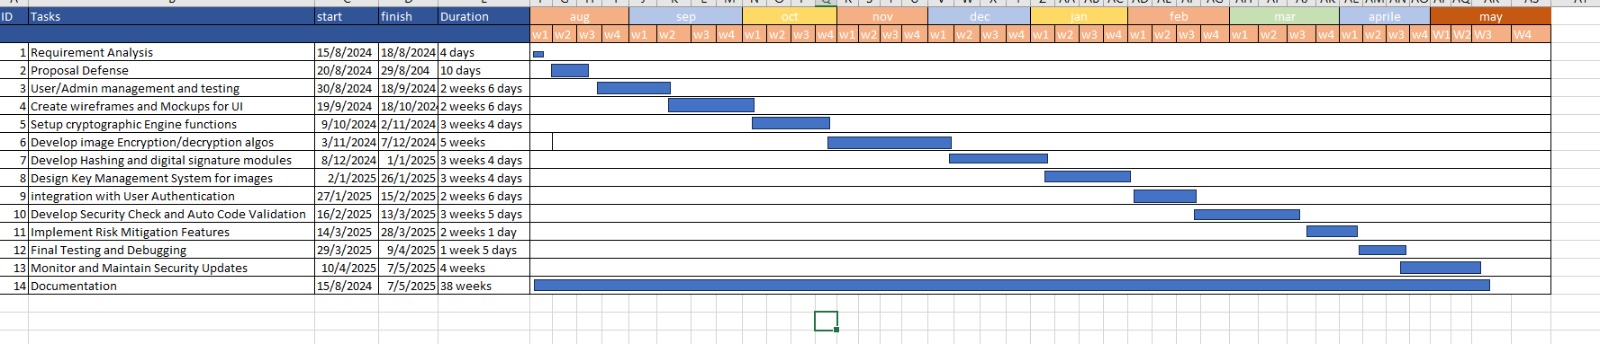 ID Tasks start finish Duration aug sep oct nov dec jan feb mar aprile may
w1 w2 w3 w4 w1 w2 w3 w4 w1 w2 w3 w4 w1 w2 w3 w4 w1 w2 w3 w4 w1 w2 w3 w4 w1 w2 w3 w4 w1 w2 w3 w4 w1 w2 w3 w4 W1 W2 W3 W4
1 Requirement Analysis 15/8/2024 18/8/2024 4 days
2 Proposal Defense 20/8/2024 29/8/204 10 days
3 User/Admin management and testing 30/8/2024 18/9/2024 2 weeks 6 days
4 Create wireframes and Mockups for UI 19/9/2024 18/10/202 2 weeks 6 days
5 Setup cryptographic Engine functions 9/10/2024 2/11/2024 3 weeks 4 days
6 Develop image Encryption/decryption algos 3/11/2024 7/12/2024 5 weeks
7 Develop Hashing and digital signature modules 8/12/2024 1/1/2025 3 weeks 4 days
8 Design Key Management System for images 2/1/2025 26/1/2025 3 weeks 4 days
9 integration with User Authentication 27/1/2025 15/2/2025 2 weeks 6 days
10 Develop Security Check and Auto Code Validation 16/2/2025 13/3/2025 3 weeks 5 days
11 Implement Risk Mitigation Features 14/3/2025 28/3/2025 2 weeks 1 day
12 Final Testing and Debugging 29/3/2025 9/4/2025 1 week 5 days
13 Monitor and Maintain Security Updates 10/4/2025 7/5/2025 4 weeks
14 Documentation 15/8/2024 7/5/2025 38 weeks